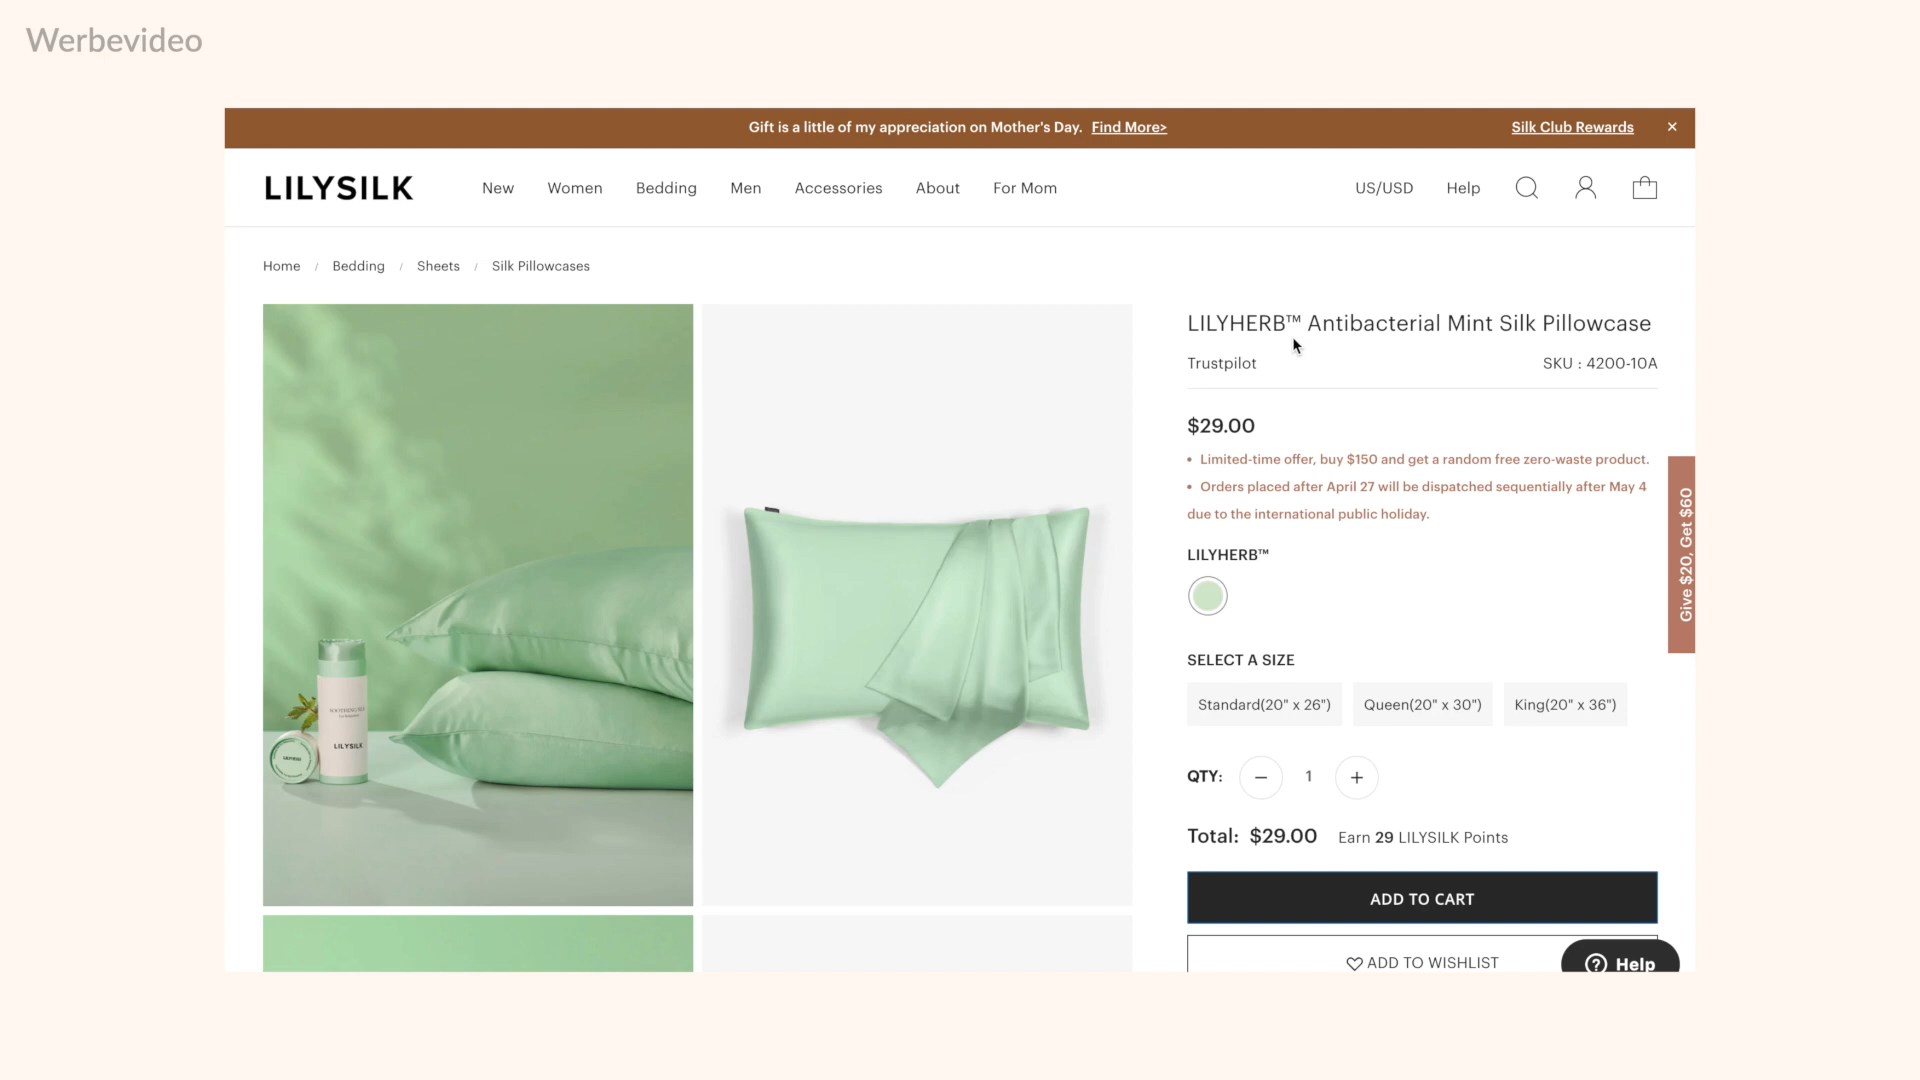 Werbevideo
Gift is a little of my appreciation on Mother's Day. Find More>
Silk Club Rewards
LILYSILK
New Women Bedding Men Accessories About For Mom
US/USD Help
Home / Bedding / Sheets / Silk Pillowcases
LILYHERB™ Antibacterial Mint Silk Pillowcase
Trustpilot
SKU : 4200-10A
$29.00
• Limited-time offer, buy $150 and get a random free zero-waste product.
• Orders placed after April 27 will be dispatched sequentially after May 4
due to the international public holiday.
Give $20, Get $60
LILYHERB™
SELECT A SIZE
Standard(20" x 26") Queen(20" x 30") King(20" x 36")
LILYSILK
QTY: − 1 +
Total: $29.00 Earn 29 LILYSILK Points
ADD TO CART
ADD TO WISHLIST
Help